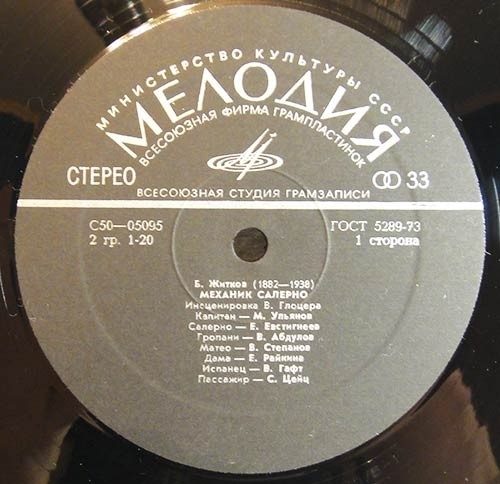 МИНИСТЕРСТВО КУЛЬТУРЫ СССР
МЕЛОДИЯ
ВСЕСОЮЗНАЯ ФИРМА ГРАМПЛАСТИНОК
СТЕРЕО 33
ВСЕСОЮЗНАЯ СТУДИЯ ГРАМЗАПИСИ
С50—05095 ГОСТ 5289-73
2 гр. 1-20 1 сторона
Б. Житков (1882—1938)
МЕХАНИК САЛЕРНО
Инсценировка В. Глоцера
Капитан — М. Ульянов
Салерно — Е. Евстигнеев
Гропани — В. Абдулов
Матео — В. Степанов
Дама — Е. Райкина
Испанец — В. Гафт
Пассажир — С. Цейц